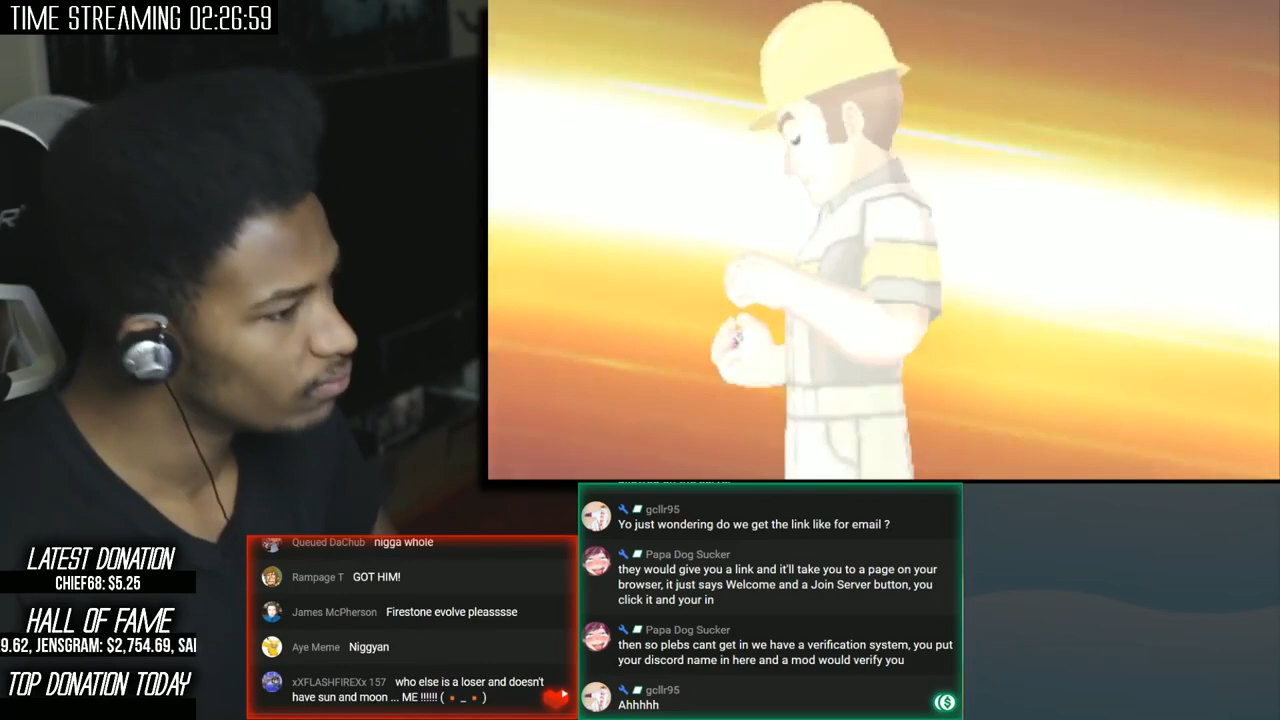 TIME STREAMING 02:26:59
LATEST DONATION
CHIEF68: $5.25
HALL OF FAME
9.62, JENSGRAM: $2,754.69, SAI
TOP DONATION TODAY
Queued DaChub nigga whole
Rampage T GOT HIM!
James McPherson Firestone evolve pleasssse
Aye Meme Niggyan
xXFLASHFIREXx 157 who else is a loser and doesn't
have sun and moon ... ME !!!!!! ( • _ • )
gcllr95
Yo just wondering do we get the link like for email ?
Papa Dog Sucker
they would give you a link and it'll take you to a page on your
browser, it just says Welcome and a Join Server button, you
click it and your in
Papa Dog Sucker
then so plebs cant get in we have a verification system, you put
your discord name in here and a mod would verify you
gcllr95
Ahhhhh